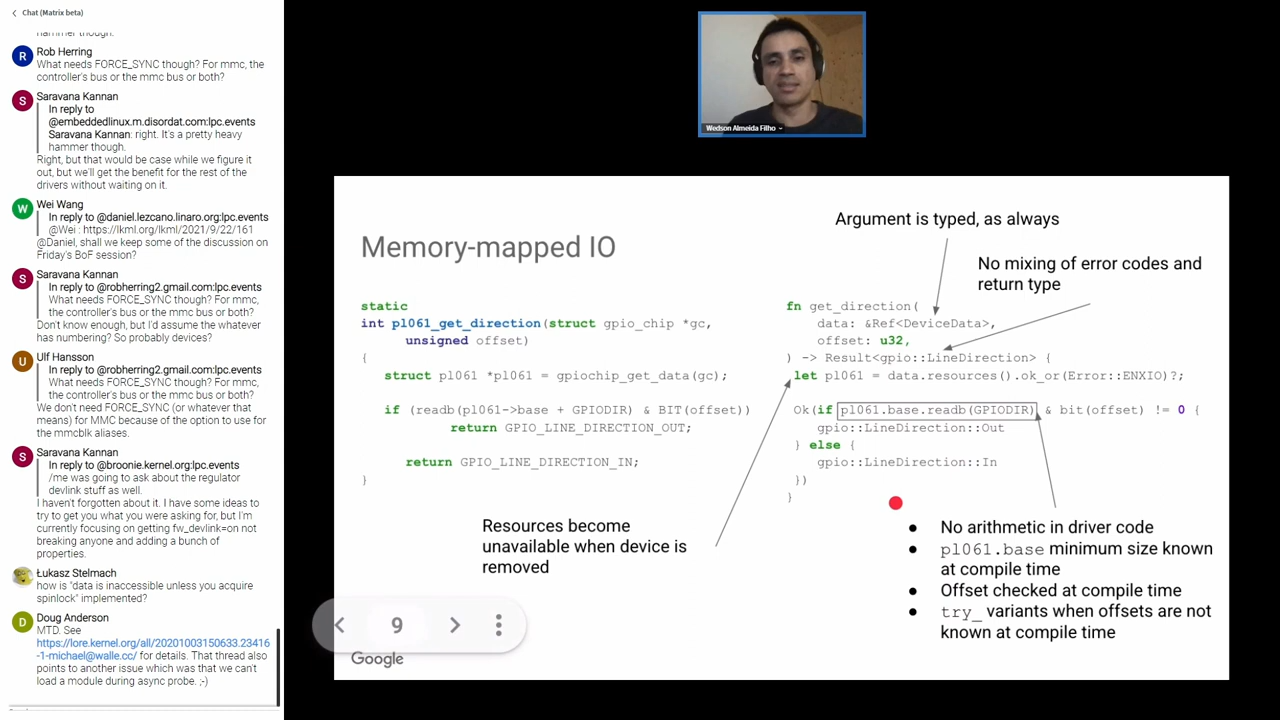 Chat (Matrix beta)
hammer though.
R
Rob Herring
What needs FORCE_SYNC though? For mmc, the
controller's bus or the mmc bus or both?
S
Saravana Kannan
In reply to
@embeddedlinux.m.disordat.com:lpc.events
Saravana Kannan: right. It's a pretty heavy
hammer though.
Right, but that would be case while we figure it
out, but we'll get the benefit for the rest of the
drivers without waiting on it.
W
Wei Wang
In reply to @daniel.lezcano.linaro.org:lpc.events
@Wei : https://lkml.org/lkml/2021/9/22/161
@Daniel, shall we keep some of the discussion on
Friday's BoF session?
S
Saravana Kannan
In reply to @robherring2.gmail.com:lpc.events
What needs FORCE_SYNC though? For mmc,
the controller's bus or the mmc bus or both?
Don't know enough, but I'd assume the whatever
has numbering? So probably devices?
U
Ulf Hansson
In reply to @robherring2.gmail.com:lpc.events
What needs FORCE_SYNC though? For mmc,
the controller's bus or the mmc bus or both?
We don't need FORCE_SYNC (or whatever that
means) for MMC because of the option to use for
the mmcblk aliases.
S
Saravana Kannan
In reply to @broonie.kernel.org:lpc.events
/me was going to ask about the regulator
devlink stuff as well.
I haven't forgotten about it. I have some ideas to
try to get you what you were asking for, but I'm
currently focusing on getting fw_devlink=on not
breaking anyone and adding a bunch of
properties.
Łukasz Stelmach
how is "data is inaccessible unless you acquire
spinlock" implemented?
D
Doug Anderson
MTD. See
https://lore.kernel.org/all/20201003150633.23416
-1-michael@walle.cc/ for details. That thread also
points to another issue which was that we can't
load a module during async probe. ;-)
Wedson Almeida Filho
Memory-mapped IO
static
int pl061_get_direction(struct gpio_chip *gc,
unsigned offset)
{
struct pl061 *pl061 = gpiochip_get_data(gc);
if (readb(pl061->base + GPIODIR) & BIT(offset))
return GPIO_LINE_DIRECTION_OUT;
return GPIO_LINE_DIRECTION_IN;
}
Resources become
unavailable when device is
removed
Argument is typed, as always
No mixing of error codes and
return type
fn get_direction(
data: &Ref<DeviceData>,
offset: u32,
) -> Result<gpio::LineDirection> {
let pl061 = data.resources().ok_or(Error::ENXIO)?;
Ok(if pl061.base.readb(GPIODIR) & bit(offset) != 0 {
gpio::LineDirection::Out
} else {
gpio::LineDirection::In
})
}
● No arithmetic in driver code
● pl061.base minimum size known
at compile time
● Offset checked at compile time
● try_ variants when offsets are not
known at compile time
9
Google